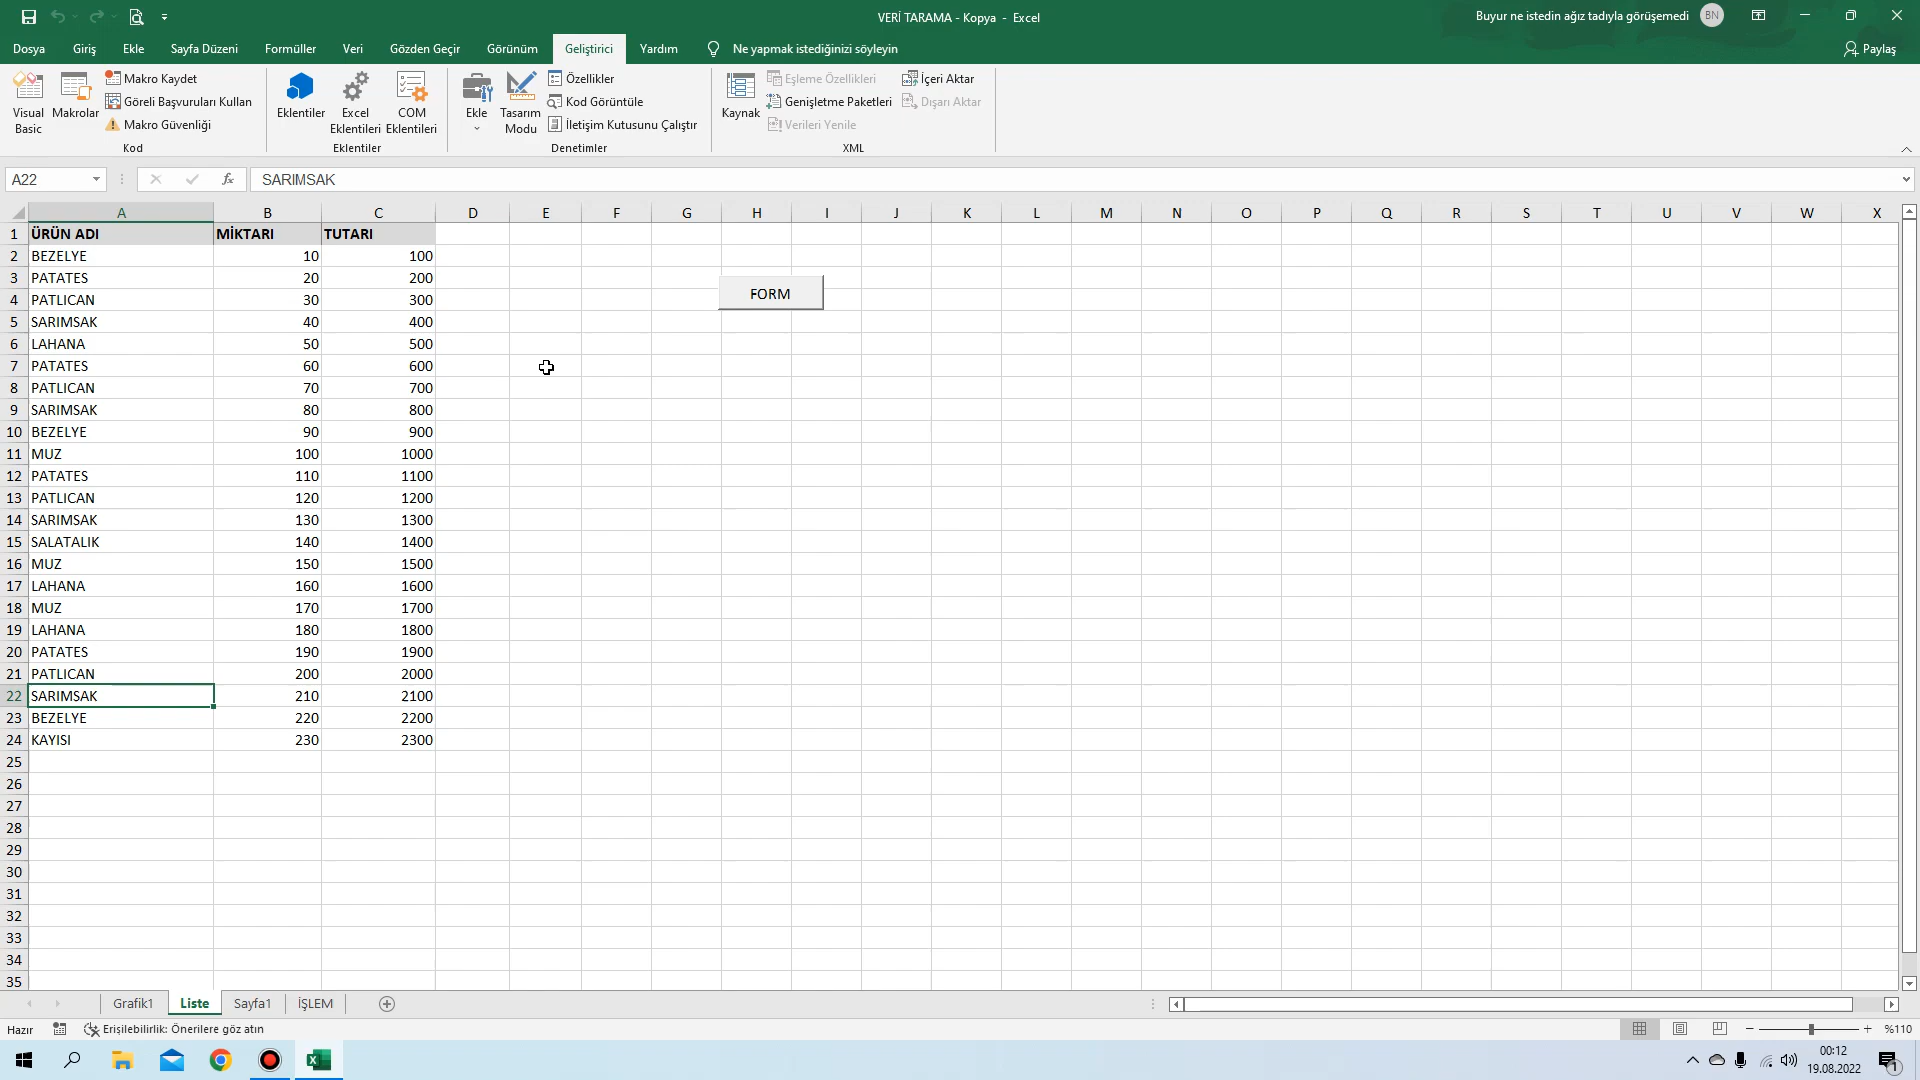 VERİ TARAMA - Kopya - Excel
Buyur ne istedin ağız tadıyla görüşemedi BN
Dosya Giriş Ekle Sayfa Düzeni Formüller Veri Gözden Geçir Görünüm Geliştirici Yardım Ne yapmak istediğinizi söyleyin Paylaş
Visual Basic
Makrolar
Makro Kaydet
Göreli Başvuruları Kullan
Makro Güvenliği
Kod
Eklentiler
Excel Eklentileri
COM Eklentileri
Eklentiler
Ekle
Tasarım Modu
Özellikler
Kod Görüntüle
İletişim Kutusunu Çalıştır
Denetimler
Kaynak
Eşleme Özellikleri
Genişletme Paketleri
Verileri Yenile
İçeri Aktar
Dışarı Aktar
XML
A22 fx SARIMSAK
A B C D E F G H I J K L M N O P Q R S T U V W X
1 ÜRÜN ADI MİKTARI TUTARI
2 BEZELYE 10 100
3 PATATES 20 200
4 PATLICAN 30 300
FORM
5 SARIMSAK 40 400
6 LAHANA 50 500
7 PATATES 60 600
8 PATLICAN 70 700
9 SARIMSAK 80 800
10 BEZELYE 90 900
11 MUZ 100 1000
12 PATATES 110 1100
13 PATLICAN 120 1200
14 SARIMSAK 130 1300
15 SALATALIK 140 1400
16 MUZ 150 1500
17 LAHANA 160 1600
18 MUZ 170 1700
19 LAHANA 180 1800
20 PATATES 190 1900
21 PATLICAN 200 2000
22 SARIMSAK 210 2100
23 BEZELYE 220 2200
24 KAYISI 230 2300
25
26
27
28
29
30
31
32
33
34
35
Grafik1 Liste Sayfa1 İŞLEM
Hazır Erişilebilirlik: Önerilere göz atın %110
00:12
19.08.2022
1